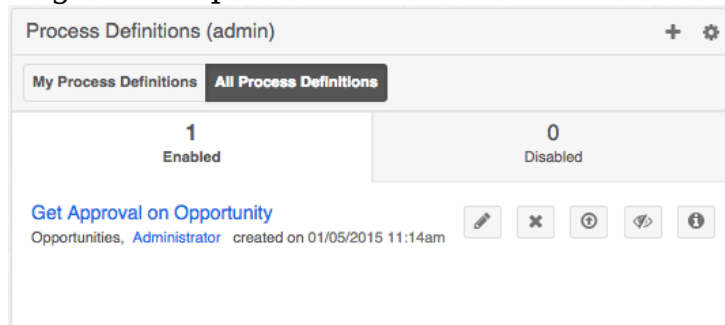 Process Definitions (admin)
My Process Definitions All Process Definitions
1 0
Enabled Disabled
Get Approval on Opportunity
Opportunities, Administrator created on 01/05/2015 11:14am